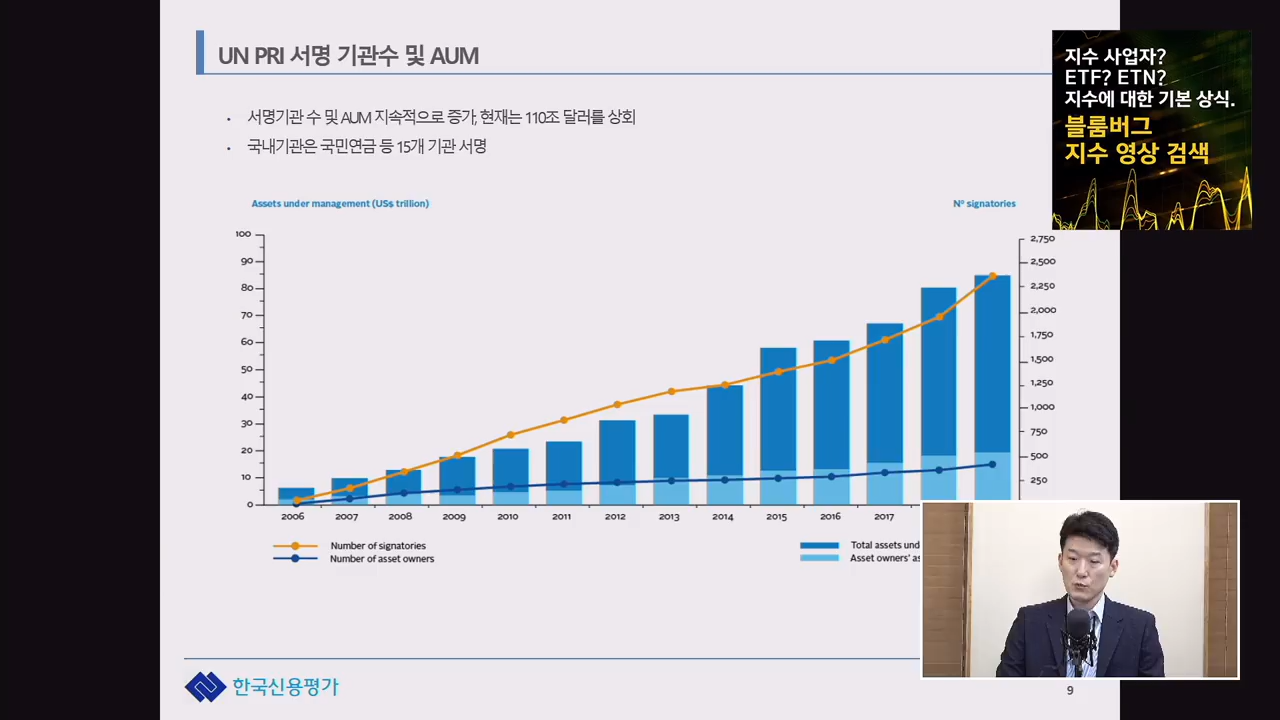 UN PRI 서명 기관수 및 AUM
지수 사업자?
ETF? ETN?
지수에 대한 기본 상식.
블룸버그
지수 영상 검색
• 서명기관 수 및 AUM 지속적으로 증가, 현재는 110조 달러를 상회
• 국내기관은 국민연금 등 15개 기관 서명
Assets under management (US$ trillion)
Nº signatories
100
90
80
70
60
50
40
30
20
10
0
2,750
2,500
2,250
2,000
1,750
1,500
1,250
1,000
750
500
250
2006 2007 2008 2009 2010 2011 2012 2013 2014 2015 2016 2017
Number of signatories
Number of asset owners
Total assets
Asset owners'
한국신용평가
9